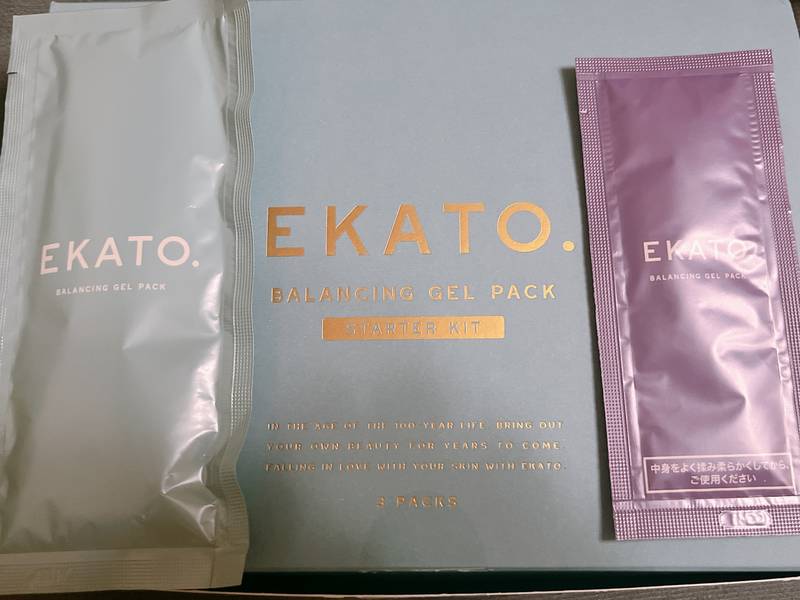 EKATO.
BALANCING GEL PACK
EKATO.
BALANCING GEL PACK
STARTER KIT
IN THE AGE OF THE 100-YEAR LIFE. BRING OUT
YOUR OWN BEAUTY FOR YEARS TO COME.
FALLING IN LOVE WITH YOUR SKIN WITH EKATO.
3 PACKS
EKATO.
BALANCING GEL PACK
中身をよく揉み柔らかくしてから、
ご使用ください